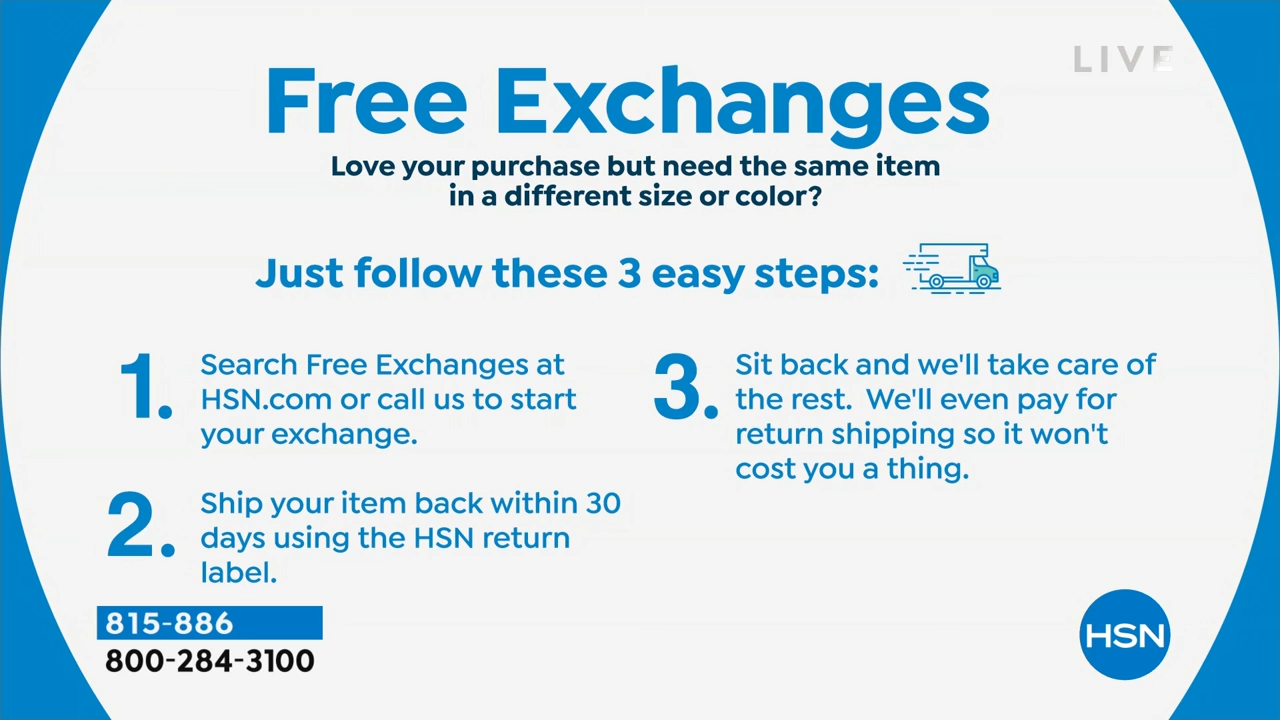 LIVE
Free Exchanges
Love your purchase but need the same item
in a different size or color?
Just follow these 3 easy steps:
1. Search Free Exchanges at
HSN.com or call us to start
your exchange.
2. Ship your item back within 30
days using the HSN return
label.
3. Sit back and we'll take care of
the rest.  We'll even pay for
return shipping so it won't
cost you a thing.
815-886
800-284-3100
HSN